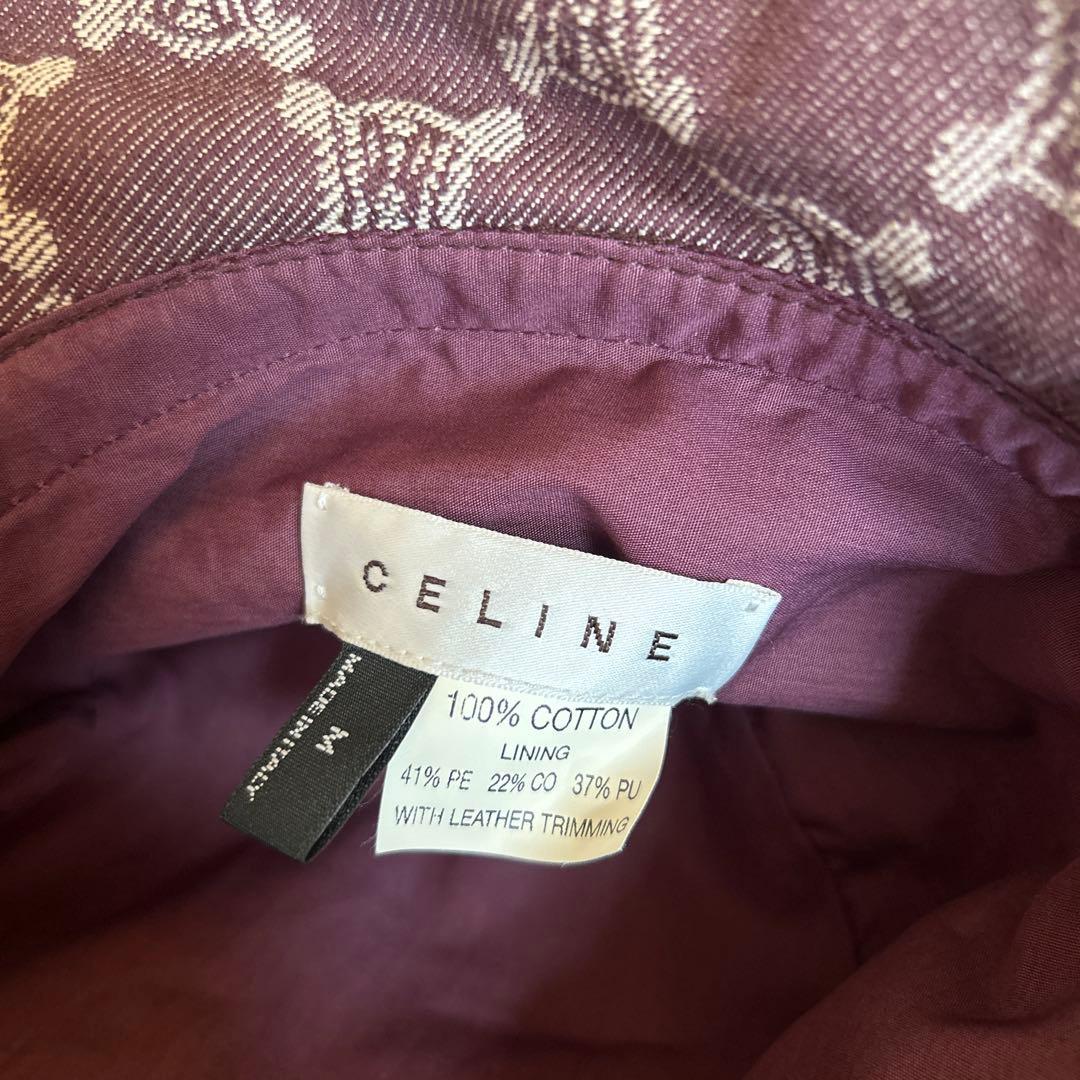 CELINE
100% COTTON
LINING
41% PE 22% CO 37% PU
WITH LEATHER TRIMMING
M
MADE IN ITALY